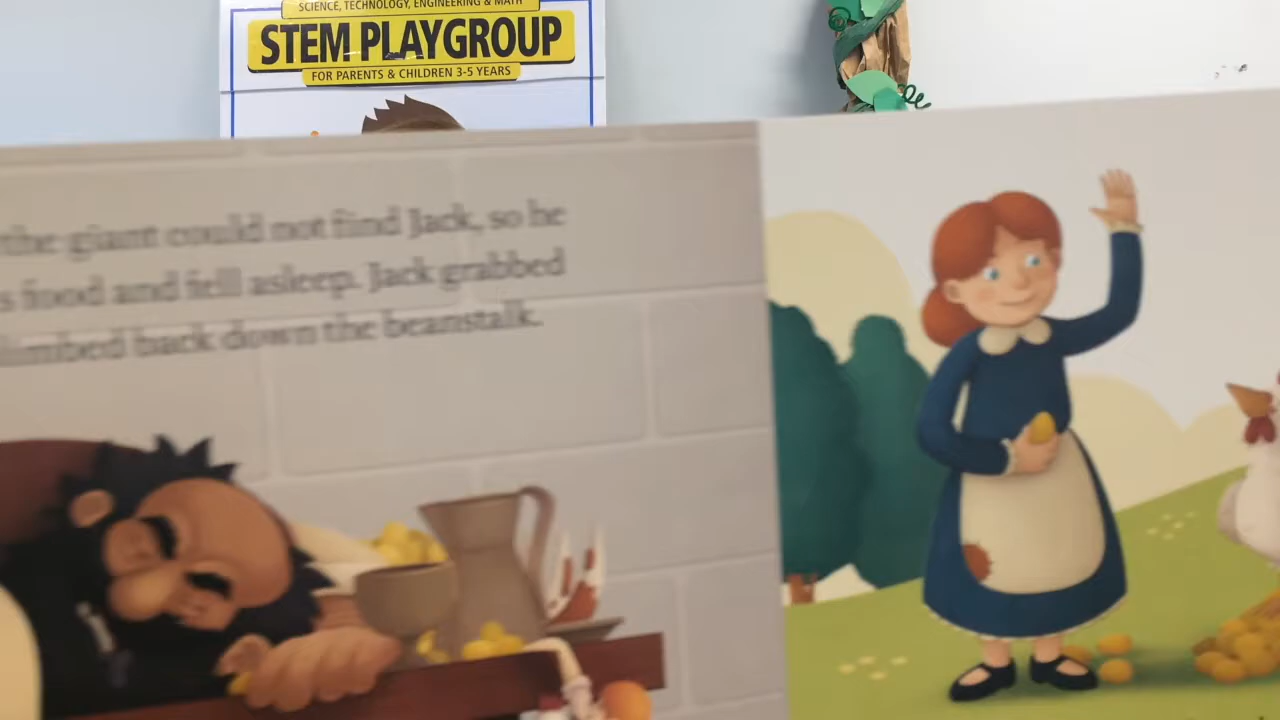 SCIENCE, TECHNOLOGY, ENGINEERING & MATH
STEM PLAYGROUP
FOR PARENTS & CHILDREN 3-5 YEARS
the giant could not find Jack, so he
s food and fell asleep. Jack grabbed
limbed back down the beanstalk.